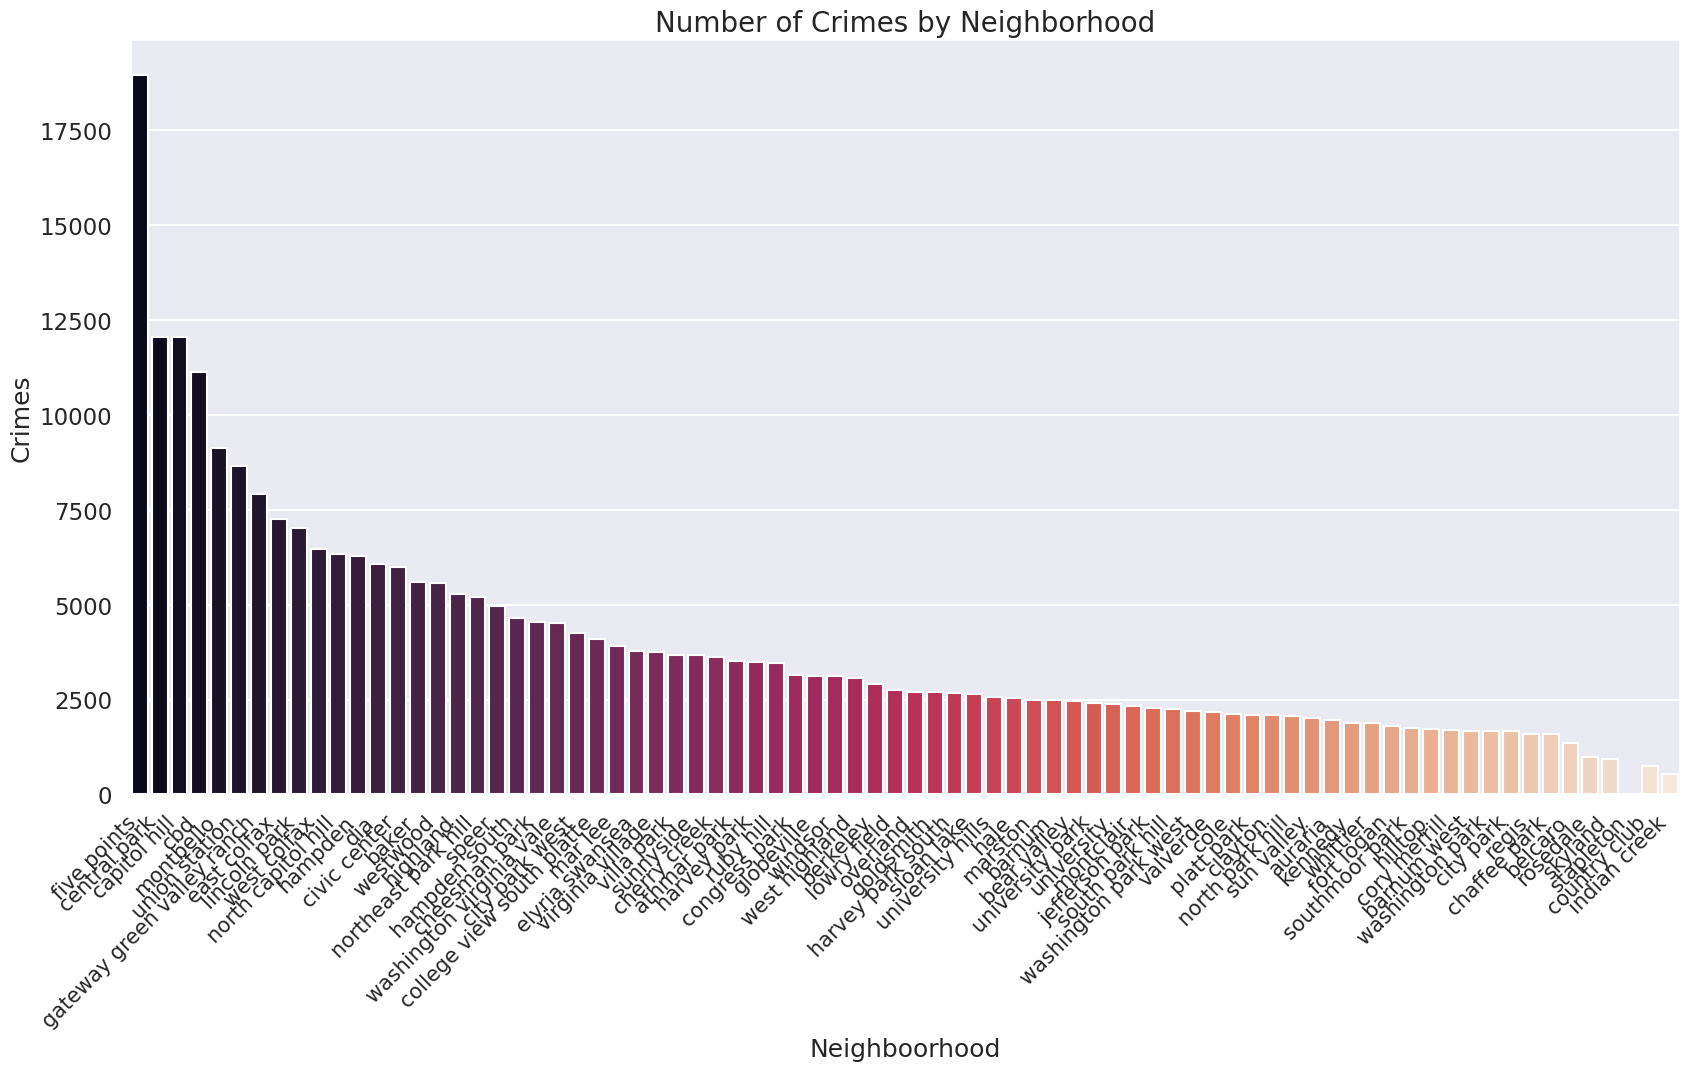 Number of Crimes by Neighborhood
Crimes
17500
15000
12500
10000
7500
5000
2500
0
five points
central park
capitol hill
cbd
montbello
union station
gateway green valley ranch
east colfax
lincoln park
west colfax
north capitol hill
hampden
dia
civic center
baker
westwood
highland
northeast park hill
speer
hampden south
cheesman park
washington virginia vale
city park west
college view south platte
mar lee
elyria swansea
virginia village
villa park
sunnyside
cherry creek
athmar park
harvey park
ruby hill
congress park
globeville
windsor
west highland
berkeley
lowry field
overland
goldsmith
harvey park south
sloan lake
university hills
hale
marston
barnum
bear valley
university park
university
montclair
jefferson park
south park hill
washington park west
valverde
cole
platt park
clayton
north park hill
sun valley
auraria
kennedy
whittier
fort logan
southmoor park
hilltop
cory merrill
barnum west
washington park
city park
regis
chaffee park
belcaro
rosedale
skyland
stapleton
country club
indian creek
Neighboorhood